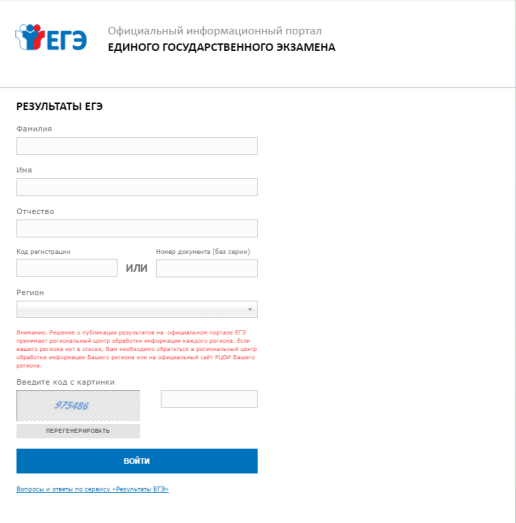 ЕГЭ
Официальный информационный портал
ЕДИНОГО ГОСУДАРСТВЕННОГО ЭКЗАМЕНА
РЕЗУЛЬТАТЫ ЕГЭ
Фамилия
Имя
Отчество
Код регистрации
Номер документа (без серии)
ИЛИ
Регион
Внимание. Решение о публикации результатов на официальном портале ЕГЭ
принимает региональный центр обработки информации каждого региона. Если
вашего региона нет в списке, Вам необходимо обратиться в региональный центр
обработки информации Вашего региона или на официальный сайт РЦОИ Вашего
региона.
Введите код с картинки
975486
ПЕРЕГЕНЕРИРОВАТЬ
ВОЙТИ
Вопросы и ответы по сервису «Результаты ЕГЭ»